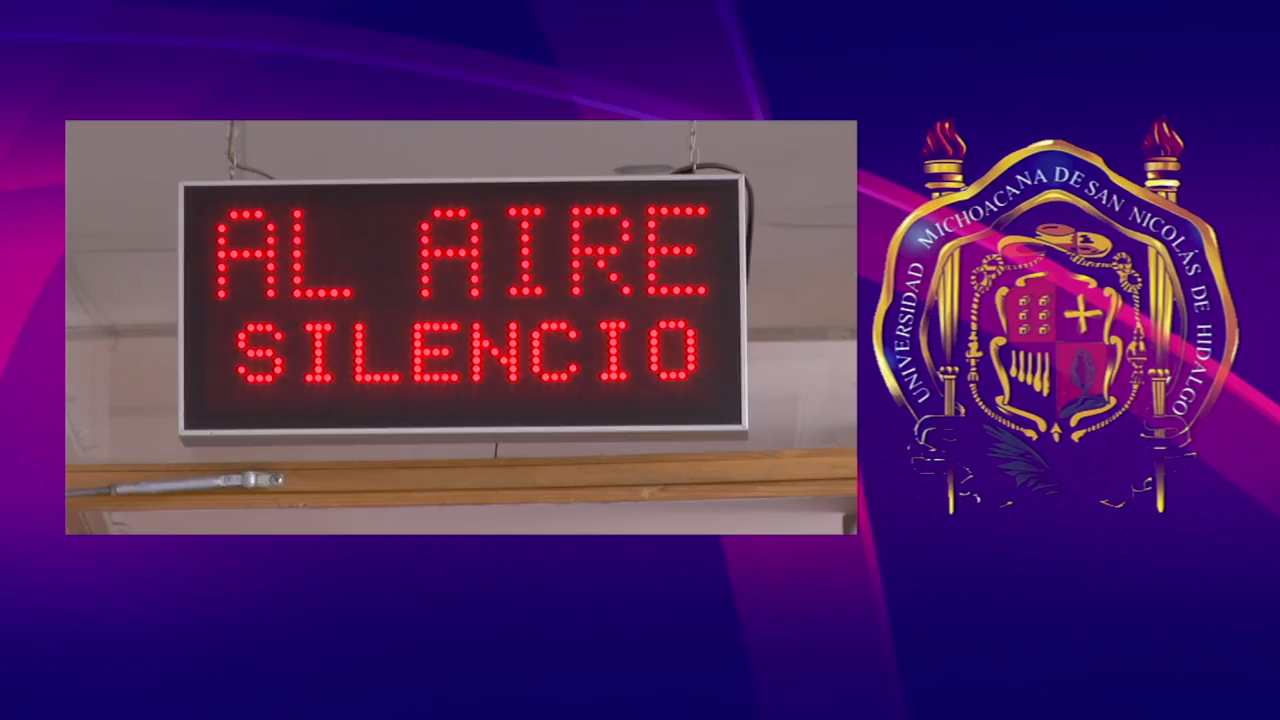 AL AIRE
SILENCIO
UNIVERSIDAD MICHOACANA DE SAN NICOLÁS DE HIDALGO